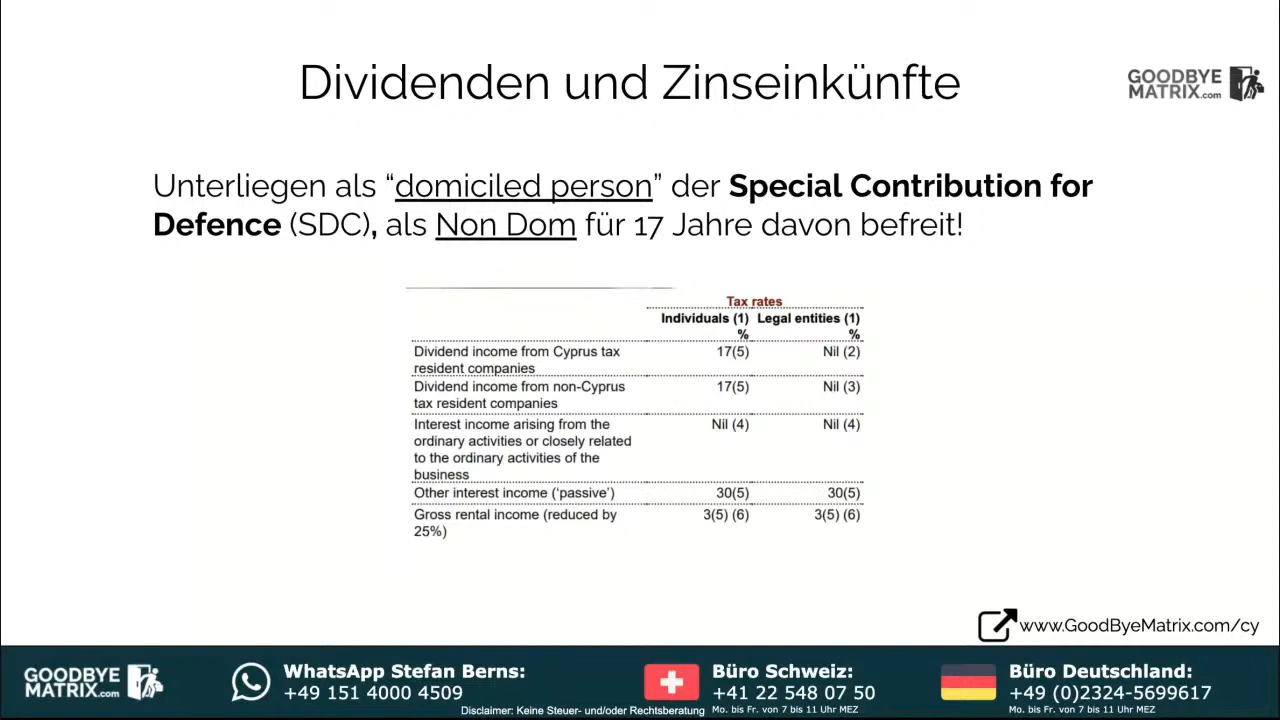 Dividenden und Zinseinkünfte
GOODBYE
MATRIX.com
Unterliegen als “domiciled person” der Special Contribution for
Defence (SDC), als Non Dom für 17 Jahre davon befreit!
Tax rates
Individuals (1) Legal entities (1)
% %
Dividend income from Cyprus tax 17(5) Nil (2)
resident companies
Dividend income from non-Cyprus 17(5) Nil (3)
tax resident companies
Interest income arising from the Nil (4) Nil (4)
ordinary activities or closely related
to the ordinary activities of the
business
Other interest income (‘passive’) 30(5) 30(5)
Gross rental income (reduced by 3(5) (6) 3(5) (6)
25%)
www.GoodByeMatrix.com/cy
GOODBYE
MATRIX.com
WhatsApp Stefan Berns:
+49 151 4000 4509
Büro Schweiz:
+41 22 548 07 50
Mo. bis Fr. von 7 bis 11 Uhr MEZ
Büro Deutschland:
+49 (0)2324-5699617
Mo. bis Fr. von 7 bis 11 Uhr MEZ
Disclaimer: Keine Steuer- und/oder Rechtsberatung